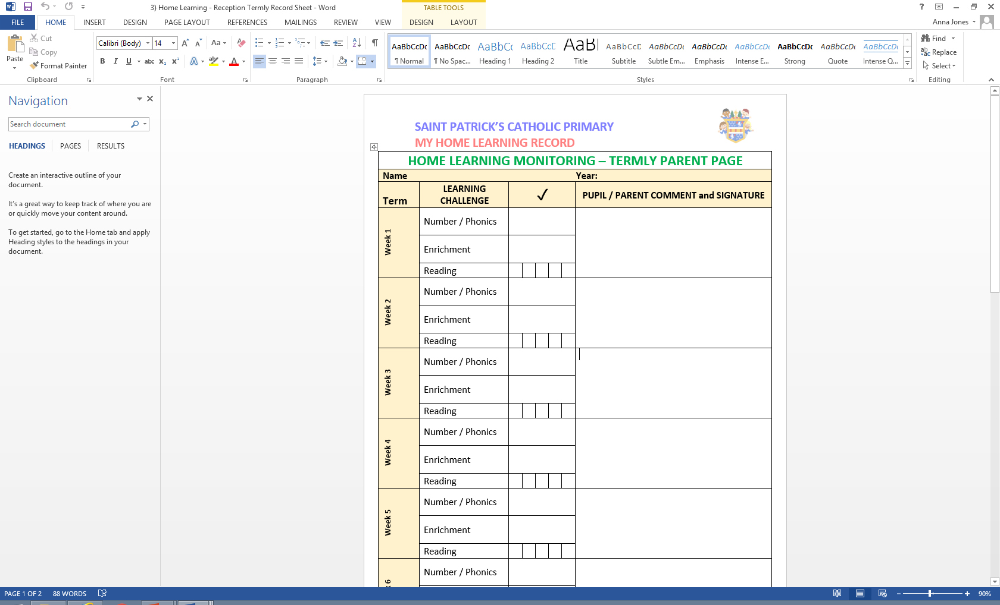 3) Home Learning - Reception Termly Record Sheet - Word
TABLE TOOLS
?
FILE
HOME
INSERT
DESIGN
PAGE LAYOUT
REFERENCES
MAILINGS
REVIEW
VIEW
DESIGN
LAYOUT
Anna Jones
Paste
Cut
Copy
Format Painter
Clipboard
Calibri (Body)
14
Aa
B I U abc x₂ x²
Font
Paragraph
AaBbCcDc
¶ Normal
AaBbCcDc
¶ No Spac...
AaBbCc
Heading 1
AaBbCcD
Heading 2
AaBl
Title
AaBbCcD
Subtitle
AaBbCcDc
Subtle Em...
AaBbCcDc
Emphasis
AaBbCcDc
Intense E...
AaBbCcDc
Strong
AaBbCcDc
Quote
AaBbCcDc
Intense Q...
Styles
Find
Replace
Select
Editing
Navigation
Search document
HEADINGS
PAGES
RESULTS
Create an interactive outline of your
document.
It's a great way to keep track of where you are
or quickly move your content around.
To get started, go to the Home tab and apply
Heading styles to the headings in your
document.
SAINT PATRICK'S CATHOLIC PRIMARY
MY HOME LEARNING RECORD
HOME LEARNING MONITORING – TERMLY PARENT PAGE
Name Year:
Term
LEARNING
CHALLENGE
✓
PUPIL / PARENT COMMENT and SIGNATURE
Week 1
Number / Phonics
Enrichment
Reading
Week 2
Number / Phonics
Enrichment
Reading
Week 3
Number / Phonics
Enrichment
Reading
Week 4
Number / Phonics
Enrichment
Reading
Week 5
Number / Phonics
Enrichment
Reading
k 6
Number / Phonics
PAGE 1 OF 2
88 WORDS
90%